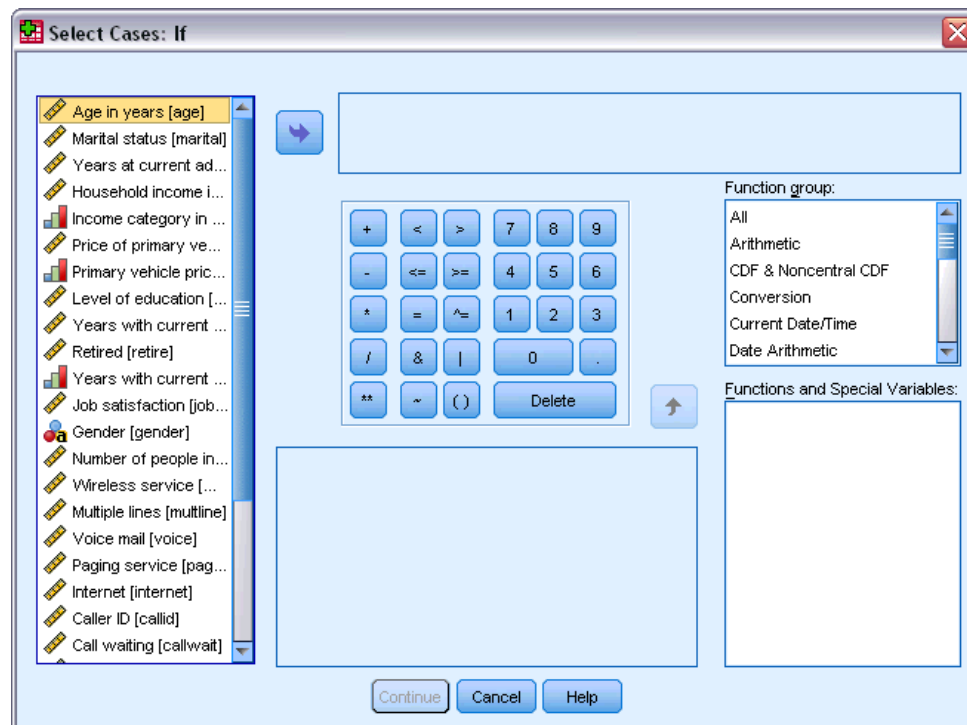 Select Cases: If
Age in years [age]
Marital status [marital]
Years at current ad...
Household income i...
Income category in ...
Price of primary ve...
Primary vehicle pric...
Level of education [...
Years with current ...
Retired [retire]
Years with current ...
Job satisfaction [job...
Gender [gender]
Number of people in...
Wireless service [...
Multiple lines [multline]
Voice mail [voice]
Paging service [pag...
Internet [internet]
Caller ID [callid]
Call waiting [callwait]
+ < > 7 8 9
- <= >= 4 5 6
* = ^= 1 2 3
/ & | 0 .
** ~ ( ) Delete
Function group:
All
Arithmetic
CDF & Noncentral CDF
Conversion
Current Date/Time
Date Arithmetic
Functions and Special Variables:
Continue Cancel Help